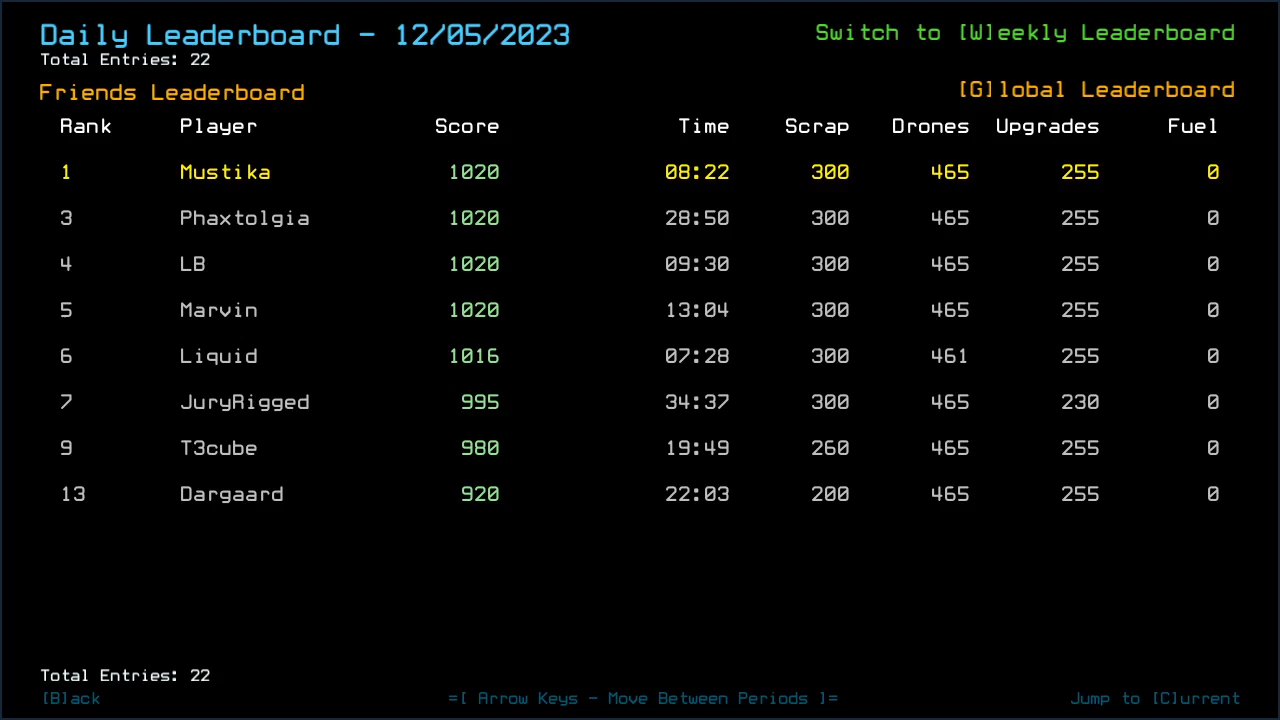 Daily Leaderboard - 12/05/2023 Switch to [W]eekly Leaderboard
Total Entries: 22
Friends Leaderboard [G]lobal Leaderboard
Rank Player Score Time Scrap Drones Upgrades Fuel
1 Mustika 1020 08:22 300 465 255 0
3 Phaxtolgia 1020 28:50 300 465 255 0
4 LB 1020 09:30 300 465 255 0
5 Marvin 1020 13:04 300 465 255 0
6 Liquid 1016 07:28 300 461 255 0
7 JuryRigged 995 34:37 300 465 230 0
9 T3cube 980 19:49 260 465 255 0
13 Dargaard 920 22:03 200 465 255 0
Total Entries: 22
[B]ack =[ Arrow Keys - Move Between Periods ]= Jump to [C]urrent